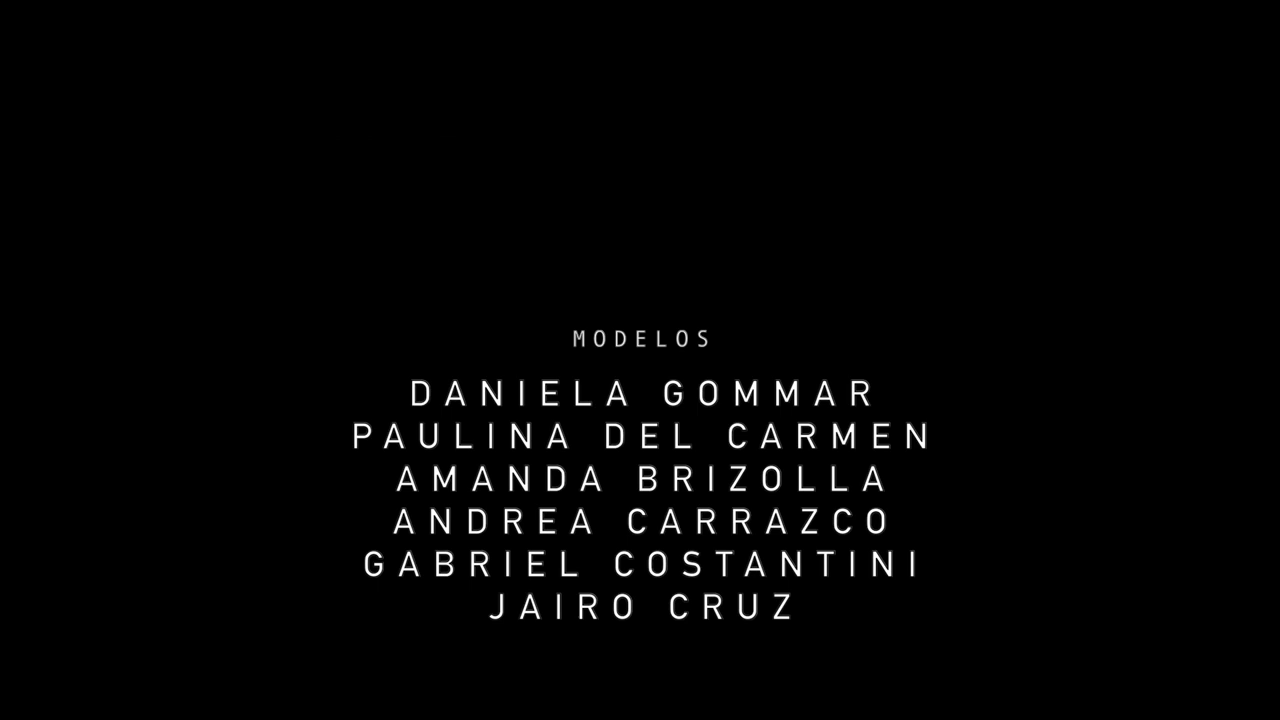 MODELOS
DANIELA GOMMAR
PAULINA DEL CARMEN
AMANDA BRIZOLLA
ANDREA CARRAZCO
GABRIEL COSTANTINI
JAIRO CRUZ